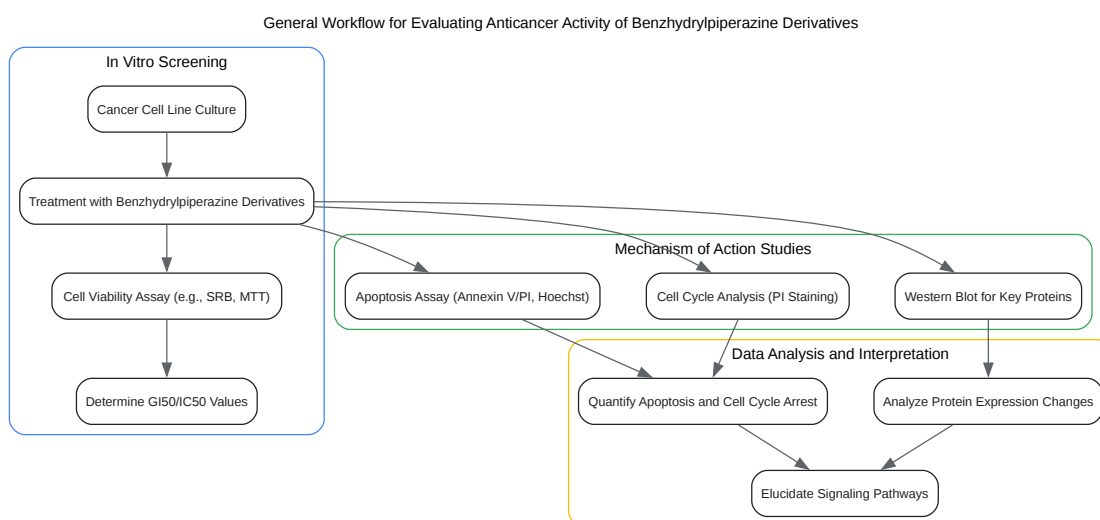 General Workflow for Evaluating Anticancer Activity of Benzhydrylpiperazine Derivatives
In Vitro Screening
Cancer Cell Line Culture
Treatment with Benzhydrylpiperazine Derivatives
Cell Viability Assay (e.g., SRB, MTT)
Determine GI50/IC50 Values
Mechanism of Action Studies
Apoptosis Assay (Annexin V/PI, Hoechst)
Cell Cycle Analysis (PI Staining)
Western Blot for Key Proteins
Data Analysis and Interpretation
Quantify Apoptosis and Cell Cycle Arrest
Analyze Protein Expression Changes
Elucidate Signaling Pathways